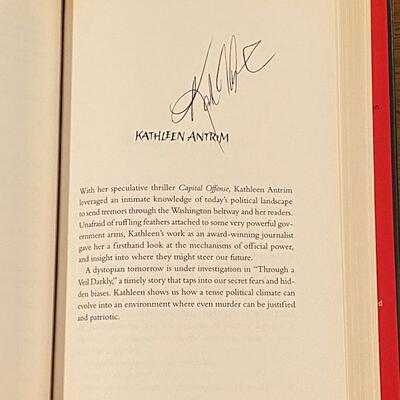 KATHLEEN ANTRIM
With her speculative thriller Capital Offense, Kathleen Antrim
leveraged an intimate knowledge of today's political landscape
to send tremors through the Washington beltway and her readers.
Unafraid of ruffling feathers attached to some very powerful gov-
ernment arms, Kathleen's work as an award-winning journalist
gave her a firsthand look at the mechanisms of official power,
and insight into where they might steer our future.
A dystopian tomorrow is under investigation in "Through a
Veil Darkly," a timely story that taps into our secret fears and hid-
den biases. Kathleen shows us how a tense political climate can
evolve into an environment where even murder can be justified
and patriotic.